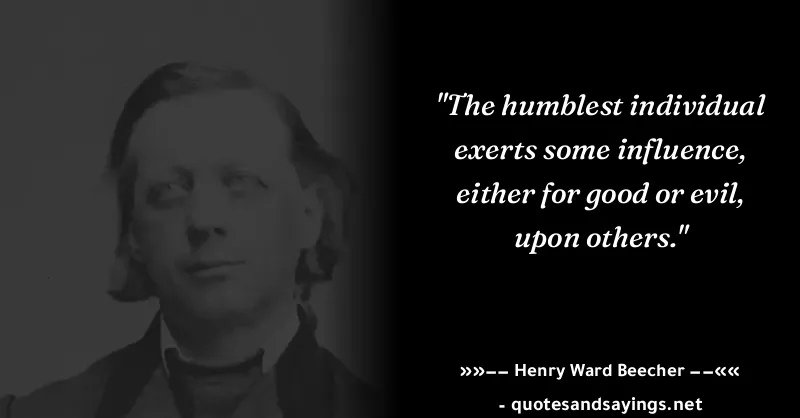 "The humblest individual
exerts some influence,
either for good or evil,
upon others."
»»−− Henry Ward Beecher −−««
- quotesandsayings.net